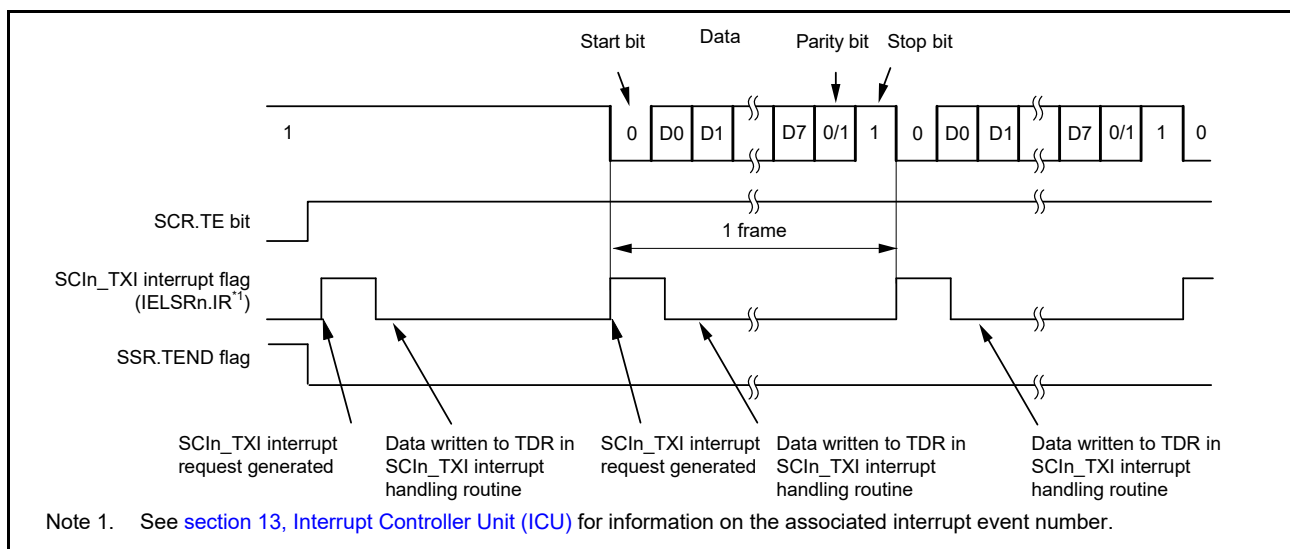 Start bit
Data
Parity bit
Stop bit
1
0 D0 D1 D7 0/1 1 0 D0 D1 D7 0/1 1 0
SCR.TE bit
1 frame
SCIn_TXI interrupt flag
(IELSRn.IR*1)
SSR.TEND flag
SCIn_TXI interrupt
request generated
Data written to TDR in
SCIn_TXI interrupt
handling routine
SCIn_TXI interrupt
request generated
Data written to TDR in
SCIn_TXI interrupt
handling routine
Data written to TDR in
SCIn_TXI interrupt
handling routine
Note 1. See section 13, Interrupt Controller Unit (ICU) for information on the associated interrupt event number.